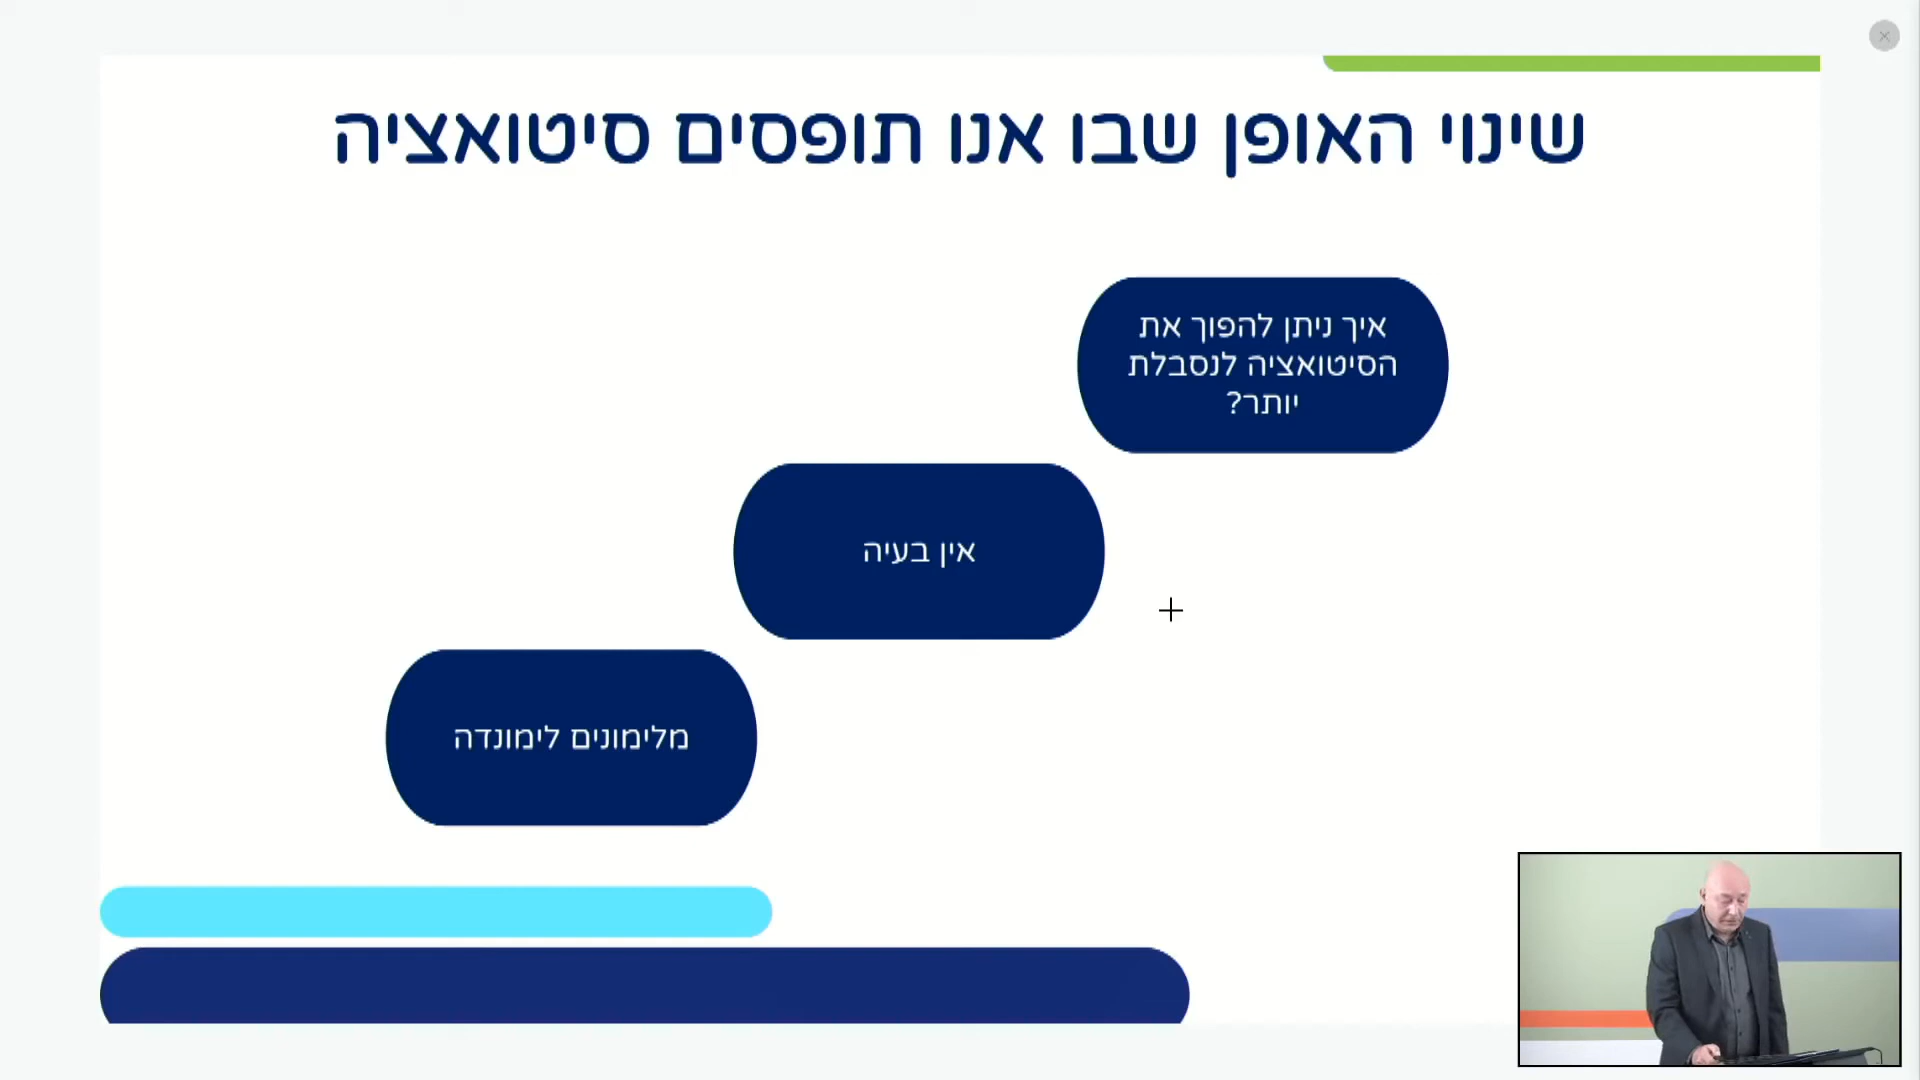 שינוי האופן שבו אנו תופסים סיטואציה
איך ניתן להפוך את
הסיטואציה לנסבלת
יותר?
אין בעיה
מלימונים לימונדה